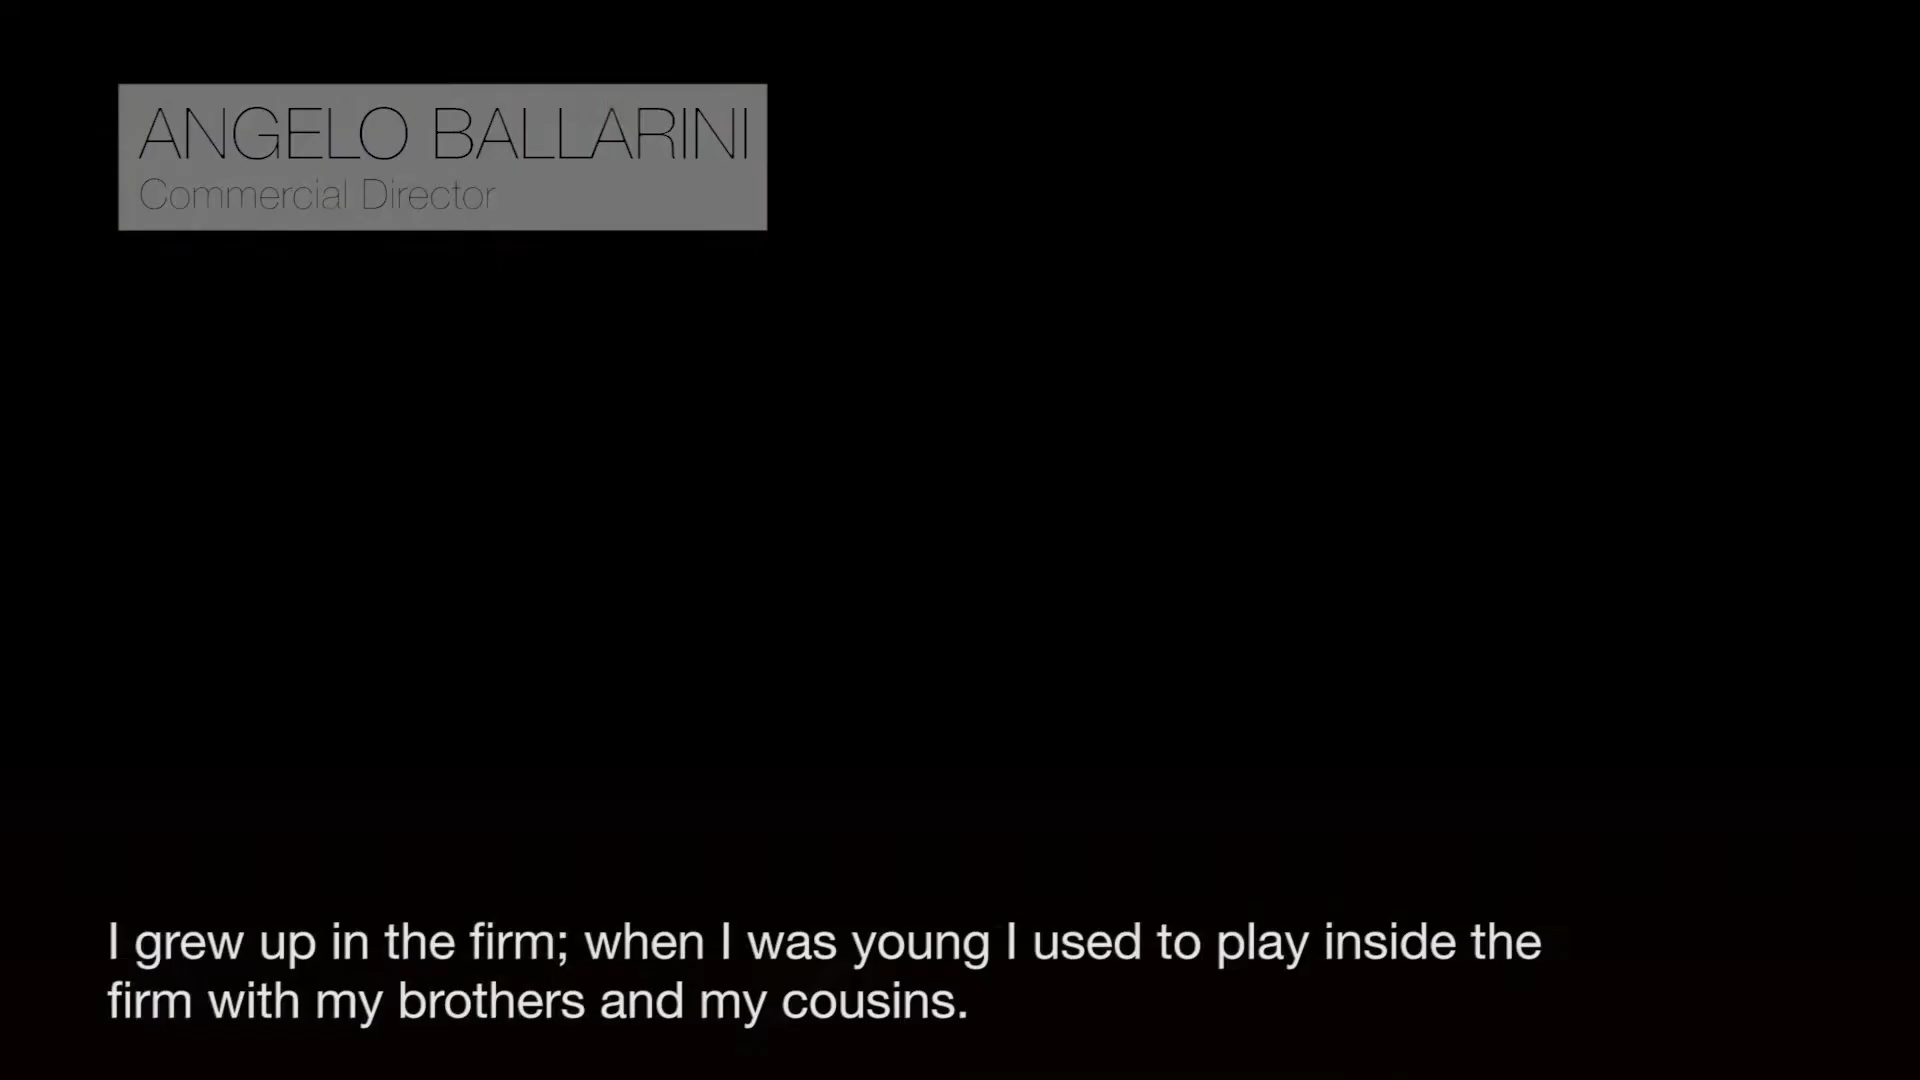 ANGELO BALLARINI
Commercial Director
I grew up in the firm; when I was young I used to play inside the
firm with my brothers and my cousins.